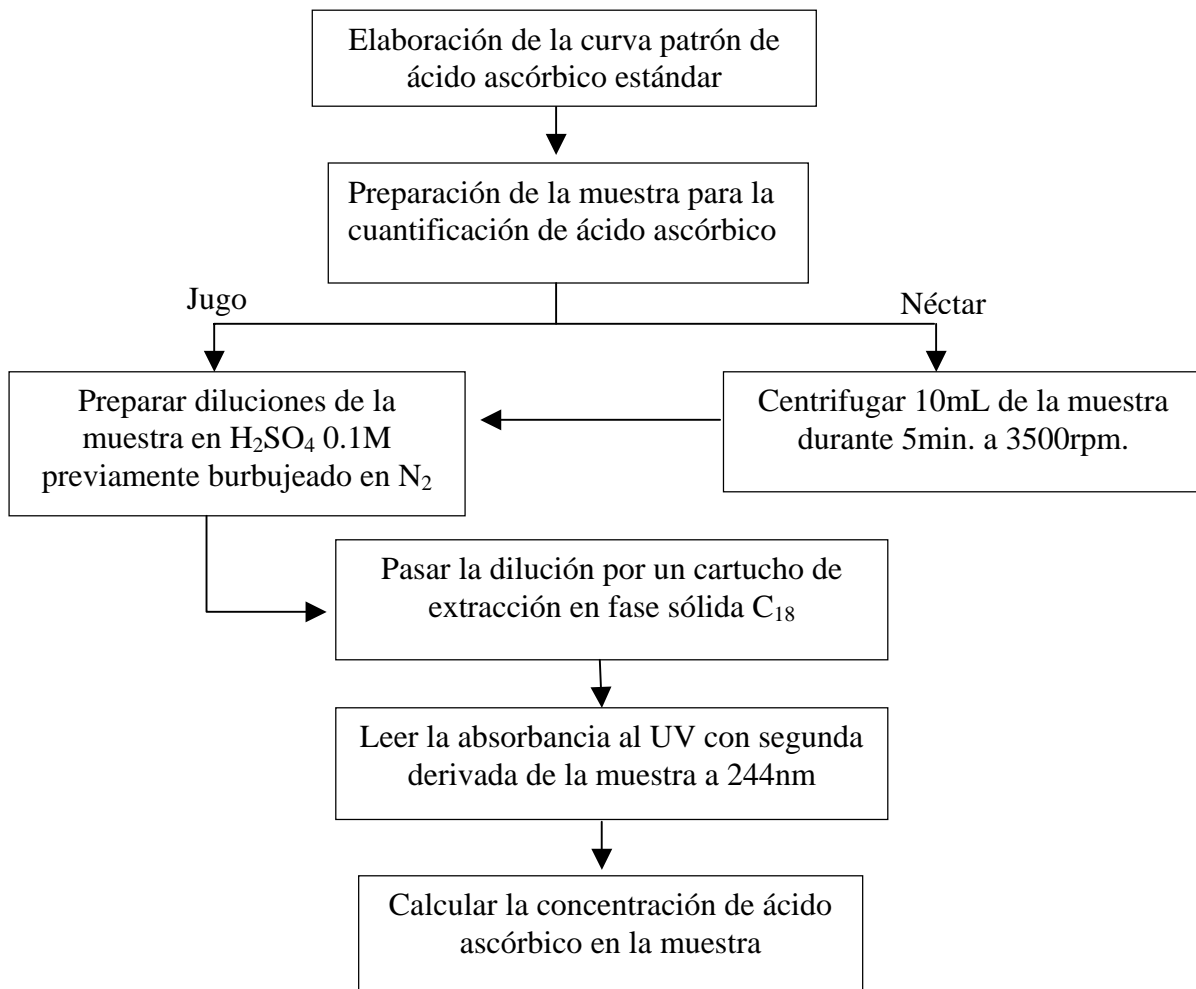 Elaboración de la curva patrón de
ácido ascórbico estándar
Preparación de la muestra para la
cuantificación de ácido ascórbico
Jugo
Néctar
Preparar diluciones de la
muestra en H₂SO₄ 0.1M
previamente burbujeado en N₂
Centrifugar 10mL de la muestra
durante 5min. a 3500rpm.
Pasar la dilución por un cartucho de
extracción en fase sólida C₁₈
Leer la absorbancia al UV con segunda
derivada de la muestra a 244nm
Calcular la concentración de ácido
ascórbico en la muestra